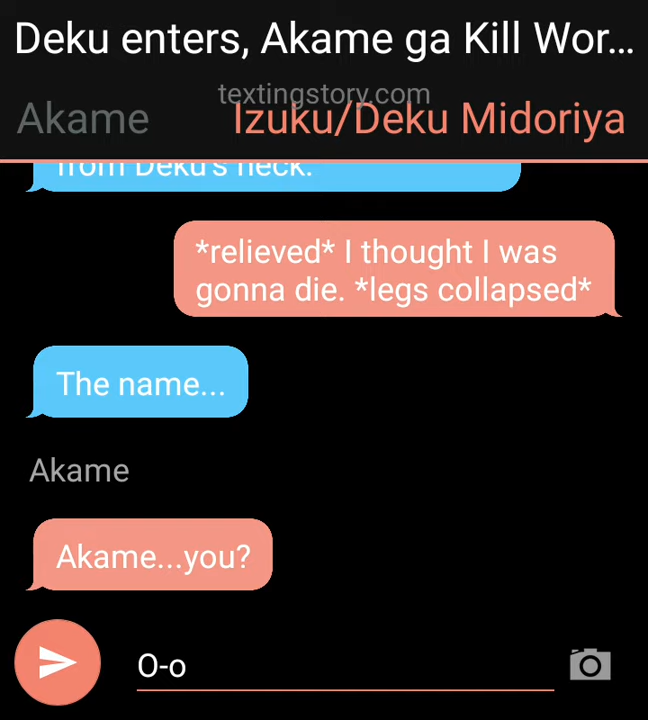 Deku enters, Akame ga Kill Wor...
textingstory.com
Akame
Izuku/Deku Midoriya
from Deku's neck.
*relieved* I thought I was
gonna die. *legs collapsed*
The name...
Akame
Akame...you?
O-o